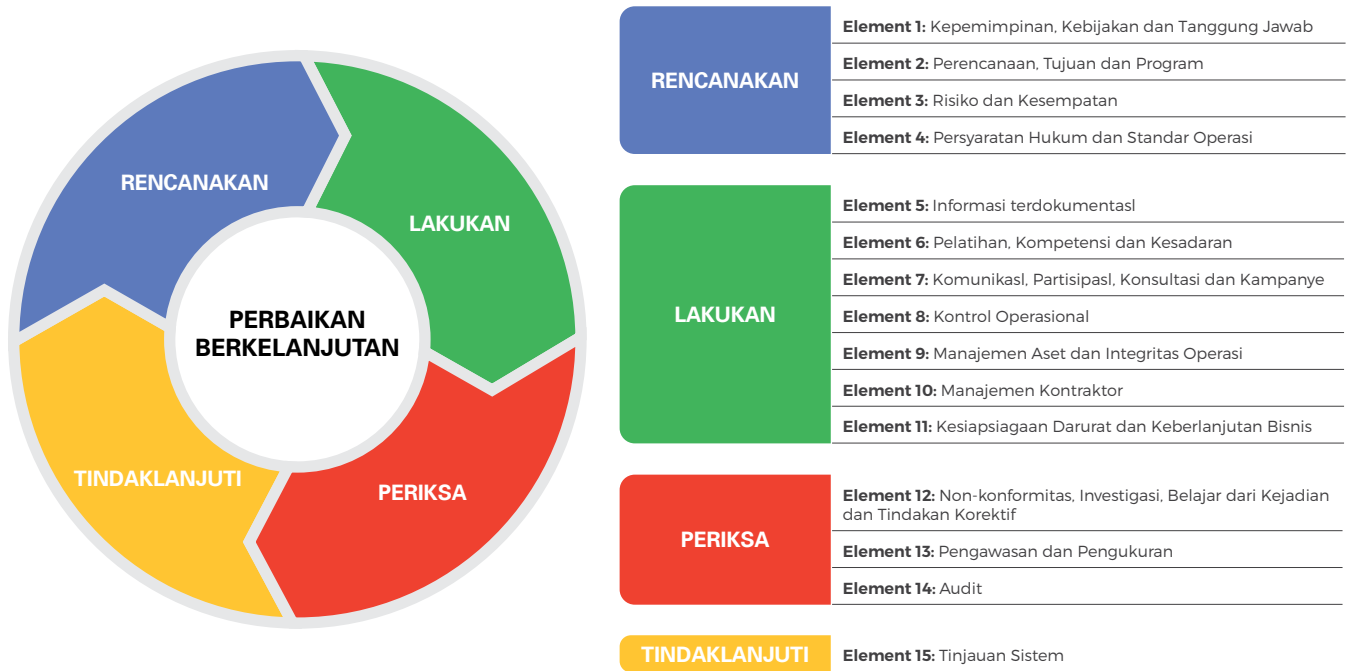 RENCANAKAN
LAKUKAN
PERBAIKAN
BERKELANJUTAN
TINDAKLANJUTI
PERIKSA
RENCANAKAN
Element 1: Kepemimpinan, Kebijakan dan Tanggung Jawab
Element 2: Perencanaan, Tujuan dan Program
Element 3: Risiko dan Kesempatan
Element 4: Persyaratan Hukum dan Standar Operasi
LAKUKAN
Element 5: Informasi terdokumentasl
Element 6: Pelatihan, Kompetensi dan Kesadaran
Element 7: Komunikasl, Partisipasl, Konsultasi dan Kampanye
Element 8: Kontrol Operasional
Element 9: Manajemen Aset dan Integritas Operasi
Element 10: Manajemen Kontraktor
Element 11: Kesiapsiagaan Darurat dan Keberlanjutan Bisnis
PERIKSA
Element 12: Non-konformitas, Investigasi, Belajar dari Kejadian
dan Tindakan Korektif
Element 13: Pengawasan dan Pengukuran
Element 14: Audit
TINDAKLANJUTI
Element 15: Tinjauan Sistem